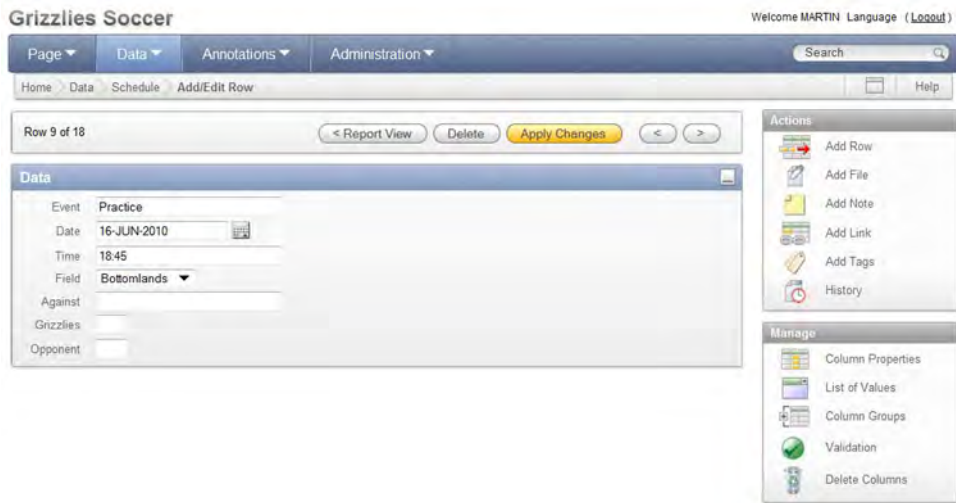 Grizzlies Soccer
Welcome MARTIN Language (Logout)
Page Data Annotations Administration Search
Home Data Schedule Add/Edit Row Help
Row 9 of 18 < Report View Delete Apply Changes < >
Data
Event Practice
Date 16-JUN-2010
Time 18:45
Field Bottomlands
Against
Grizzlies
Opponent
Actions
Add Row
Add File
Add Note
Add Link
Add Tags
History
Manage
Column Properties
List of Values
Column Groups
Validation
Delete Columns